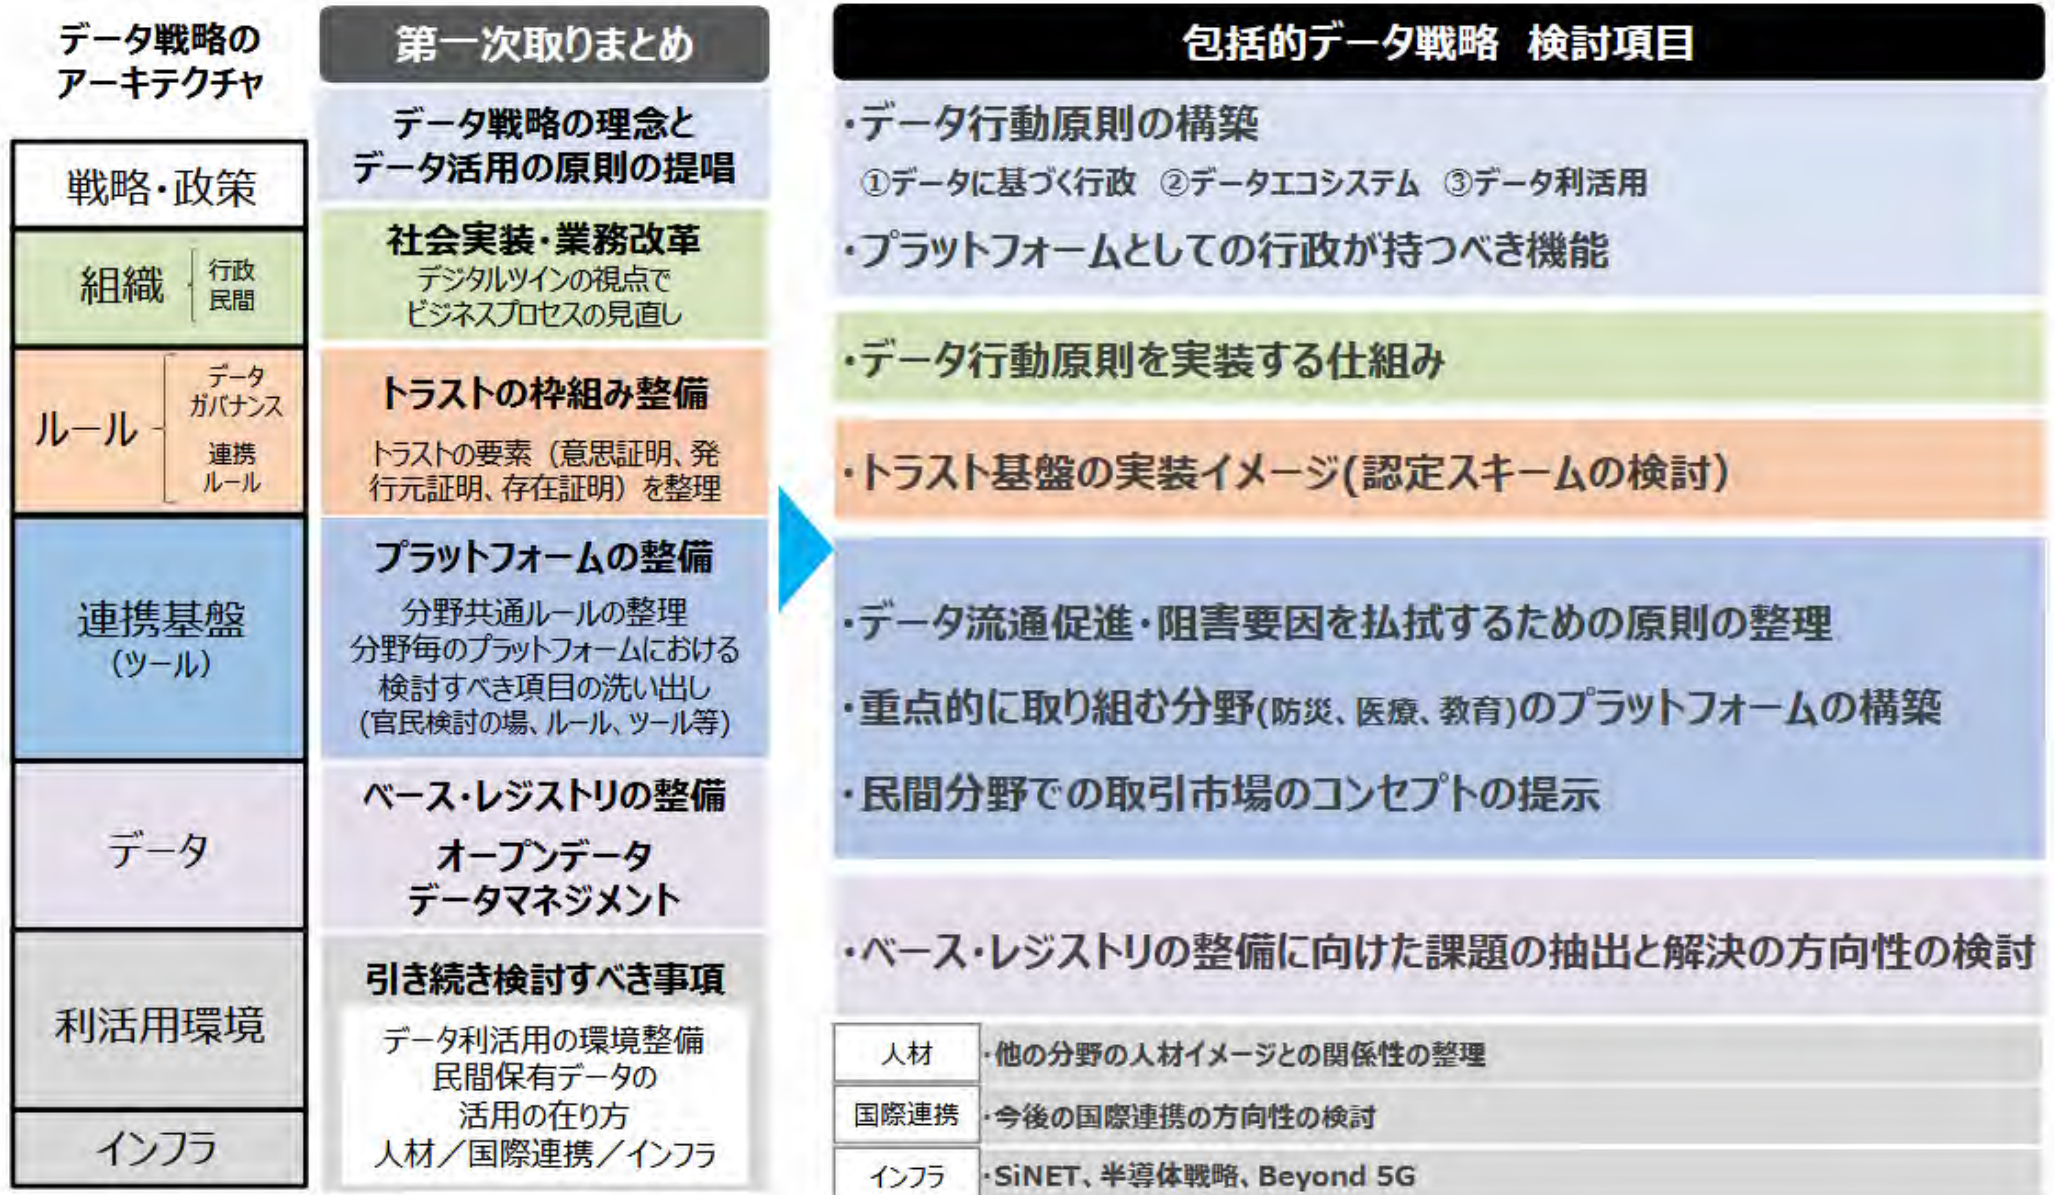 データ戦略の
アーキテクチャ
戦略・政策
組織
行政
民間
ルール
データ
ガバナンス
連携
ルール
連携基盤
（ツール）
データ
利活用環境
インフラ
第一次取りまとめ
データ戦略の理念と
データ活用の原則の提唱
社会実装・業務改革
デジタルツインの視点で
ビジネスプロセスの見直し
トラストの枠組み整備
トラストの要素（意思証明、発
行元証明、存在証明）を整理
プラットフォームの整備
分野共通ルールの整理
分野毎のプラットフォームにおける
検討すべき項目の洗い出し
(官民検討の場、ルール、ツール等)
ベース・レジストリの整備
オープンデータ
データマネジメント
引き続き検討すべき事項
データ利活用の環境整備
民間保有データの
活用の在り方
人材／国際連携／インフラ
包括的データ戦略 検討項目
・データ行動原則の構築
①データに基づく行政 ②データエコシステム ③データ利活用
・プラットフォームとしての行政が持つべき機能
・データ行動原則を実装する仕組み
・トラスト基盤の実装イメージ(認定スキームの検討）
・データ流通促進・阻害要因を払拭するための原則の整理
・重点的に取り組む分野(防災、医療、教育)のプラットフォームの構築
・民間分野での取引市場のコンセプトの提示
・ベース・レジストリの整備に向けた課題の抽出と解決の方向性の検討
人材 ・他の分野の人材イメージとの関係性の整理
国際連携 ・今後の国際連携の方向性の検討
インフラ ・SiNET、半導体戦略、Beyond 5G